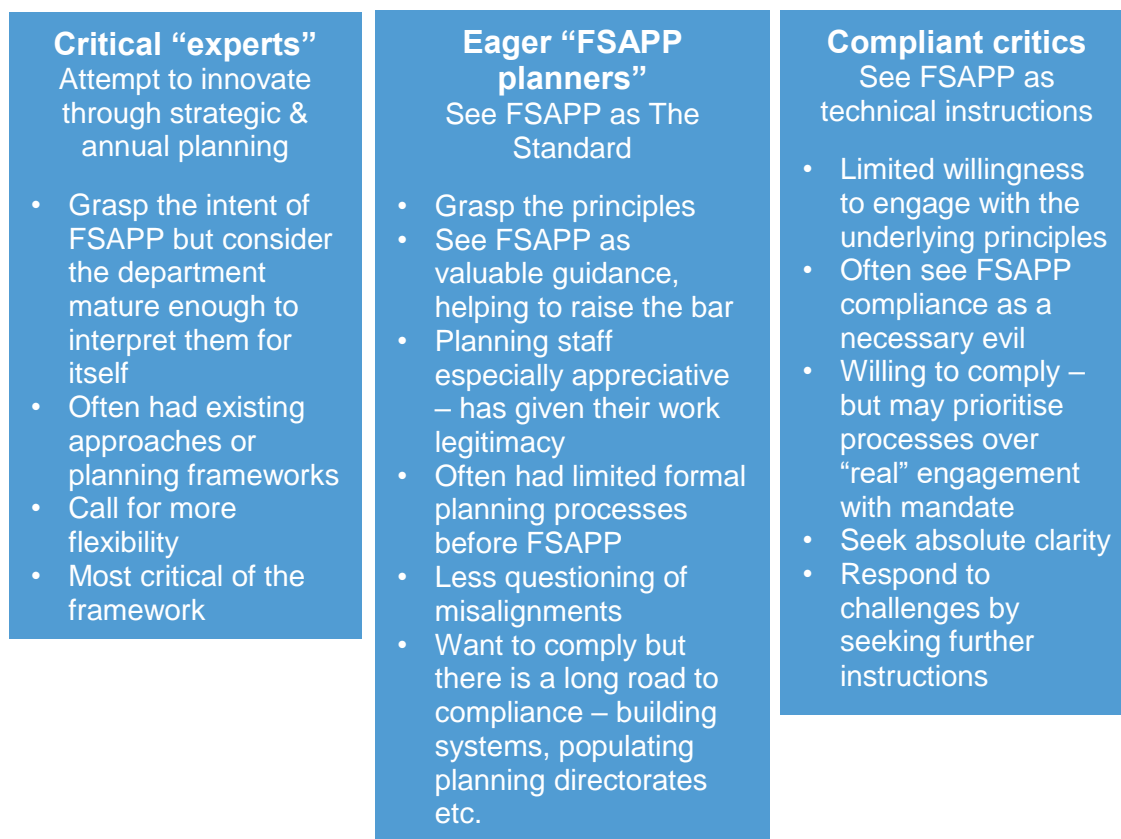 Critical “experts”
Attempt to innovate
through strategic &
annual planning
• Grasp the intent of
FSAPP but consider
the department
mature enough to
interpret them for
itself
• Often had existing
approaches or
planning frameworks
• Call for more
flexibility
• Most critical of the
framework
Eager “FSAPP
planners”
See FSAPP as The
Standard
• Grasp the principles
• See FSAPP as
valuable guidance,
helping to raise the bar
• Planning staff
especially appreciative
– has given their work
legitimacy
• Often had limited formal
planning processes
before FSAPP
• Less questioning of
misalignments
• Want to comply but
there is a long road to
compliance – building
systems, populating
planning directorates
etc.
Compliant critics
See FSAPP as
technical instructions
• Limited willingness
to engage with the
underlying principles
• Often see FSAPP
compliance as a
necessary evil
• Willing to comply –
but may prioritise
processes over
“real” engagement
with mandate
• Seek absolute clarity
• Respond to
challenges by
seeking further
instructions